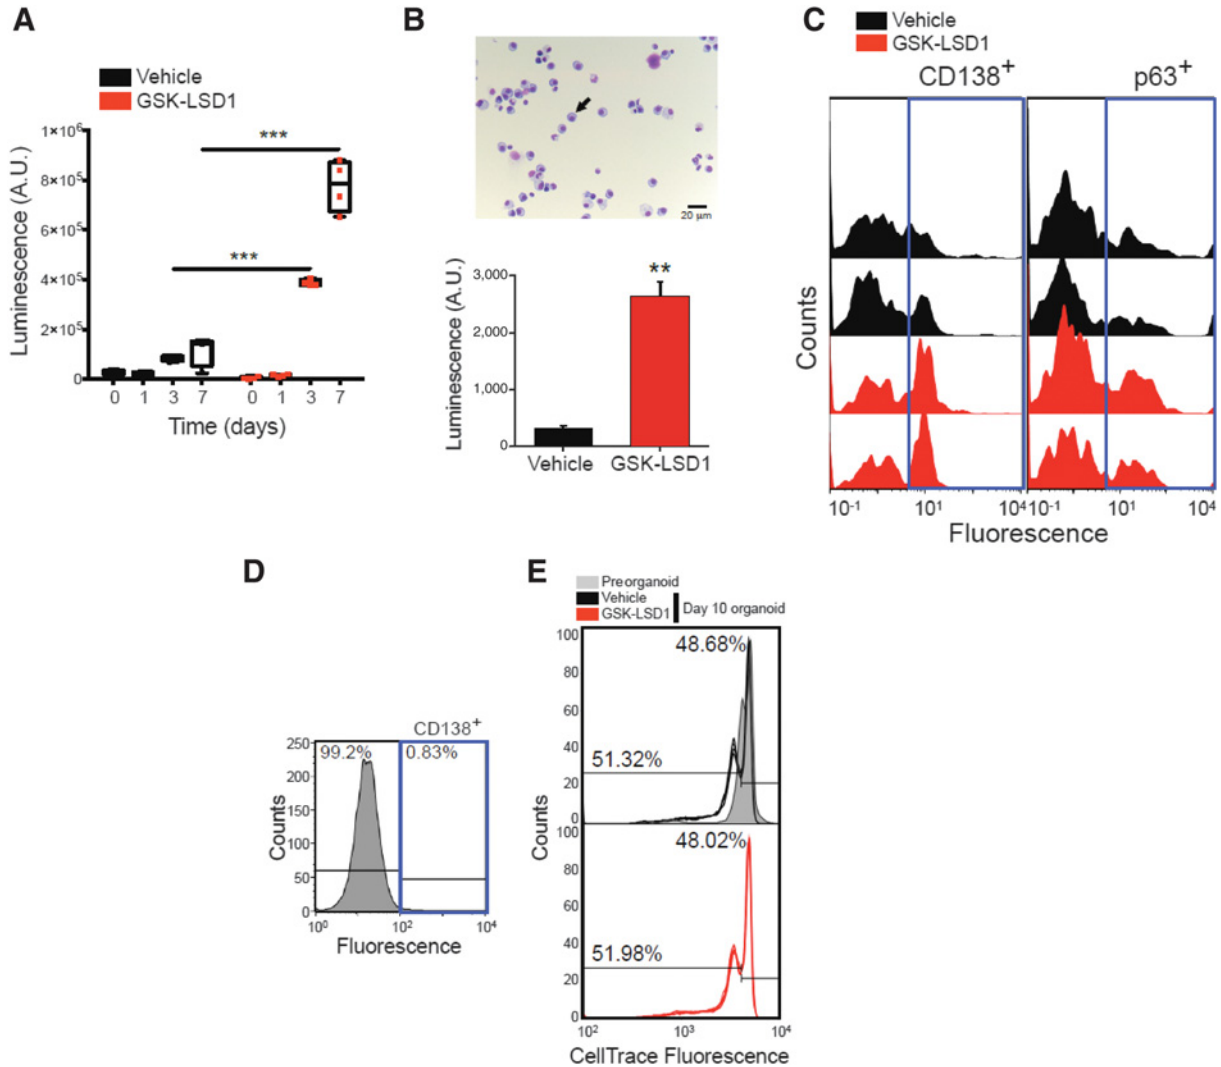 A
Vehicle
GSK-LSD1
Luminescence (A.U.)
1×10⁶
8×10⁵
6×10⁵
4×10⁵
2×10⁵
0
***
***
0 1 3 7 0 1 3 7
Time (days)
B
20 µm
Luminescence (A.U.)
3,000
2,000
1,000
0
**
Vehicle GSK-LSD1
C
Vehicle
GSK-LSD1
CD138⁺ p63⁺
Counts
10⁻¹ 10¹ 10⁴ 10⁻¹ 10¹ 10⁴
Fluorescence
D
CD138⁺
99.2% 0.83%
Counts
250
200
150
100
50
0
10⁰ 10² 10⁴
Fluorescence
E
Preorganoid
Vehicle
GSK-LSD1
Day 10 organoid
Counts
100
80
60
40
20
0
48.68%
51.32%
100
80
60
40
20
0
48.02%
51.98%
10² 10³ 10⁴
CellTrace Fluorescence